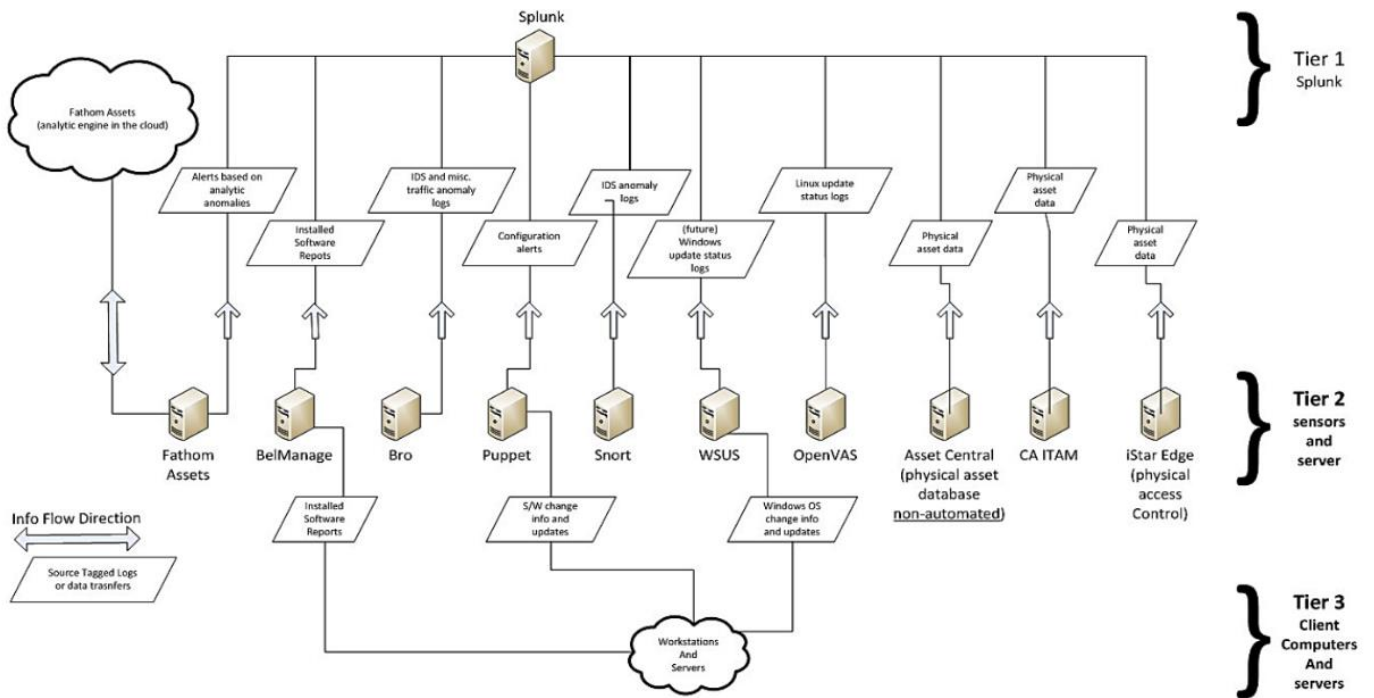 Splunk
Tier 1
Splunk
Fathom Assets
(analytic engine in the cloud)
Alerts based on
analytic
anomalies
IDS and misc.
traffic anomaly
logs
IDS anomaly
logs
Linux update
status logs
Physical
asset
data
Installed
Software
Repots
Configuration
alerts
(future)
Windows
update status
logs
Physical
asset data
Physical
asset
data
Fathom
Assets
BelManage
Bro
Puppet
Snort
WSUS
OpenVAS
Asset Central
(physical asset
database
non-automated)
CA ITAM
iStar Edge
(physical
access
Control)
Tier 2
sensors
and
server
Info Flow Direction
Source Tagged Logs
or data trasnfers
Installed
Software
Reports
S/W change
info and
updates
Windows OS
change info
and updates
Workstations
And
Servers
Tier 3
Client
Computers
And
servers